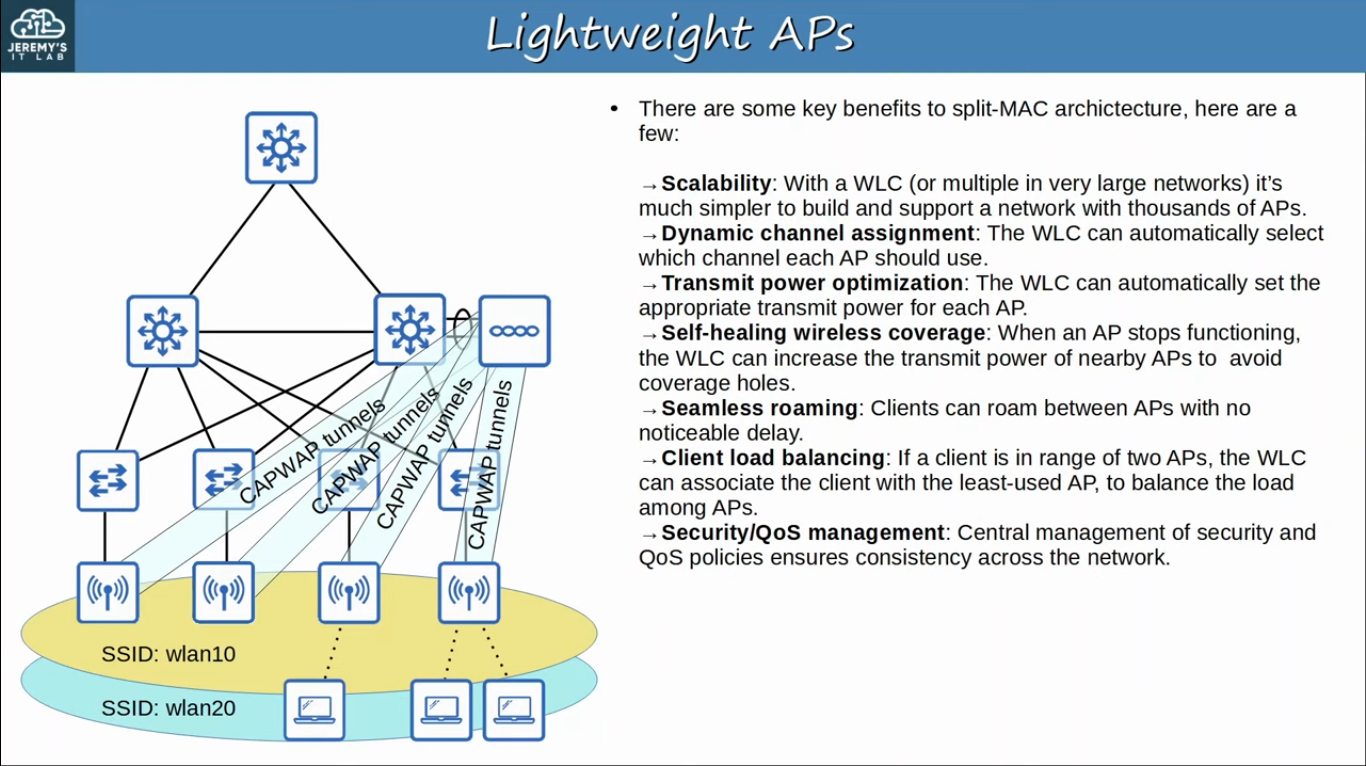 JEREMY'S
IT LAB
Lightweight APs
• There are some key benefits to split-MAC archictecture, here are a
few:
→Scalability: With a WLC (or multiple in very large networks) it's
much simpler to build and support a network with thousands of APs.
→Dynamic channel assignment: The WLC can automatically select
which channel each AP should use.
→Transmit power optimization: The WLC can automatically set the
appropriate transmit power for each AP.
→Self-healing wireless coverage: When an AP stops functioning,
the WLC can increase the transmit power of nearby APs to  avoid
coverage holes.
→Seamless roaming: Clients can roam between APs with no
noticeable delay.
→Client load balancing: If a client is in range of two APs, the WLC
can associate the client with the least-used AP, to balance the load
among APs.
→Security/QoS management: Central management of security and
QoS policies ensures consistency across the network.
CAPWAP tunnels
CAPWAP tunnels
CAPWAP tunnels
CAPWAP tunnels
SSID: wlan10
SSID: wlan20